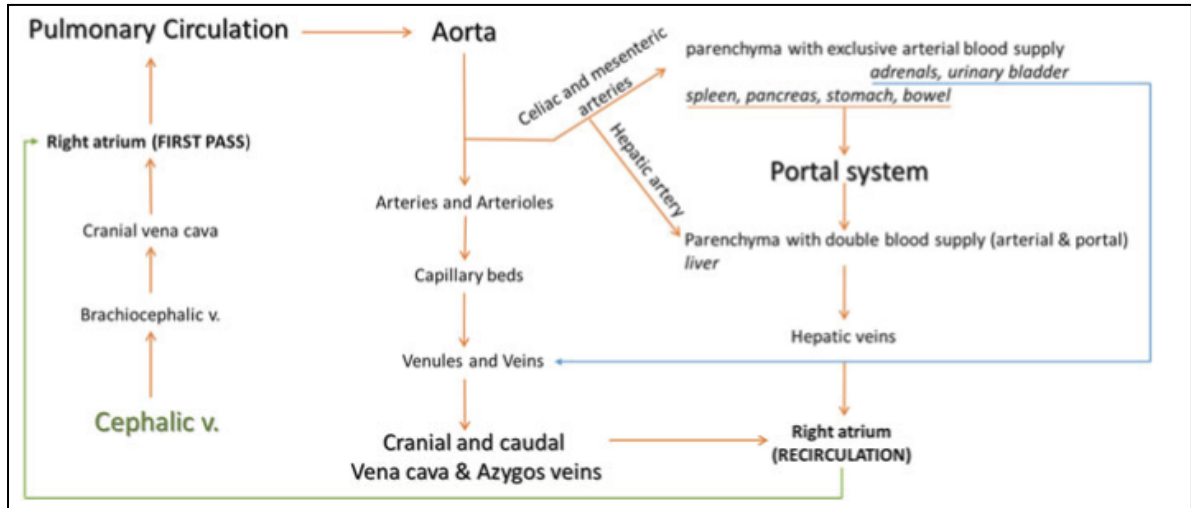 Pulmonary Circulation
Aorta
Celiac and mesenteric
arteries
parenchyma with exclusive arterial blood supply
adrenals, urinary bladder
spleen, pancreas, stomach, bowel
Right atrium (FIRST PASS)
Hepatic artery
Portal system
Arteries and Arterioles
Cranial vena cava
Parenchyma with double blood supply (arterial & portal)
liver
Capillary beds
Brachiocephalic v.
Hepatic veins
Venules and Veins
Cephalic v.
Cranial and caudal
Vena cava & Azygos veins
Right atrium
(RECIRCULATION)